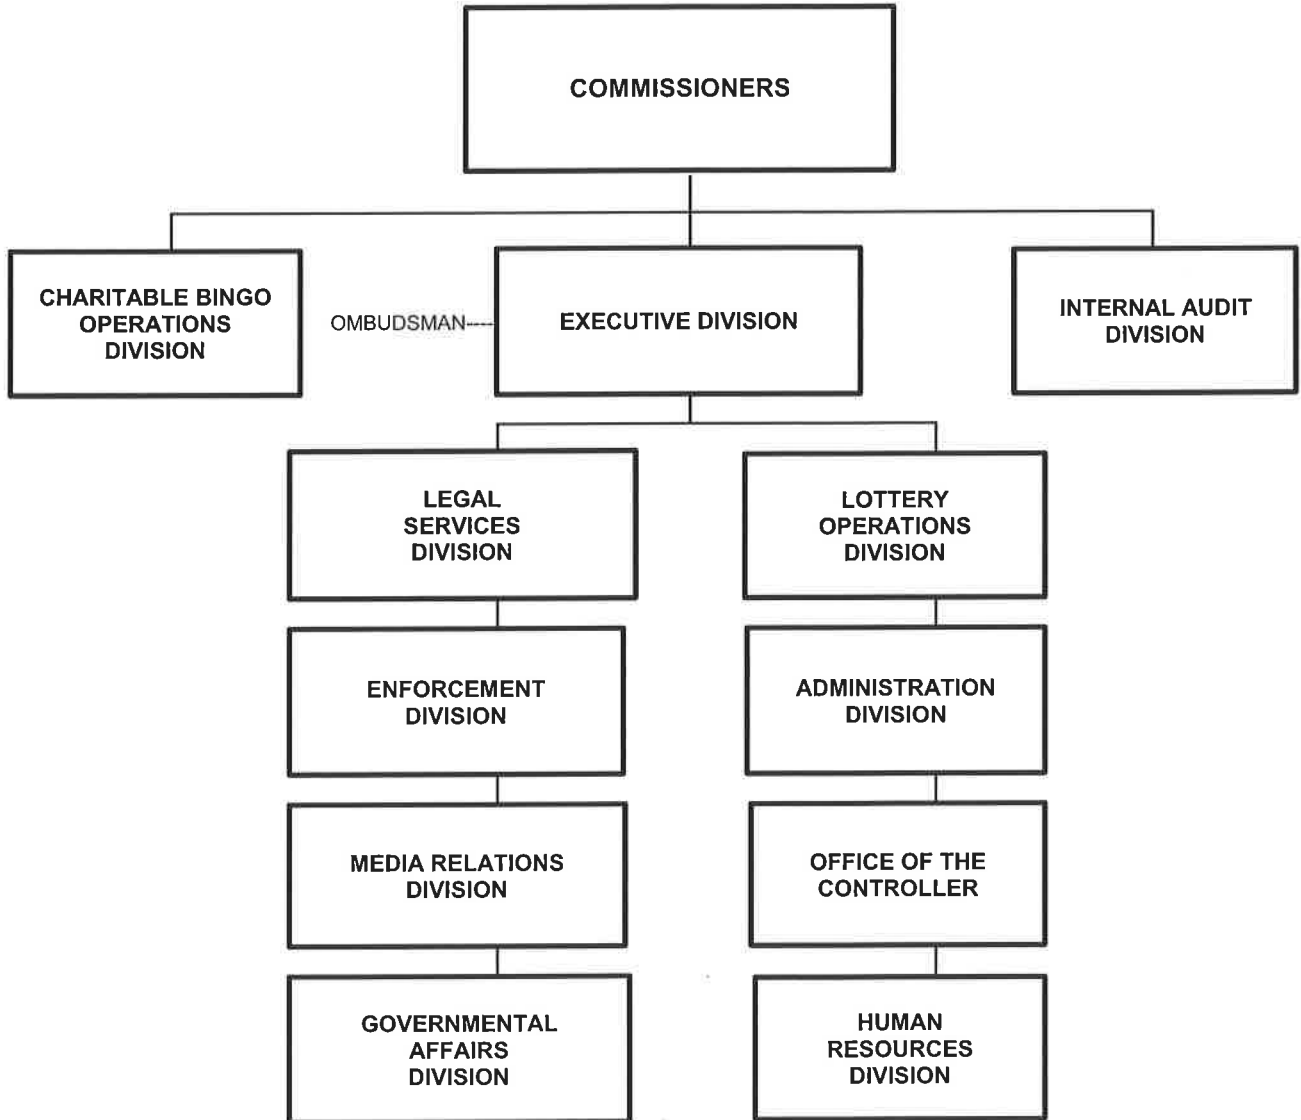 COMMISSIONERS
CHARITABLE BINGO
OPERATIONS
DIVISION
OMBUDSMAN----
EXECUTIVE DIVISION
INTERNAL AUDIT
DIVISION
LEGAL
SERVICES
DIVISION
LOTTERY
OPERATIONS
DIVISION
ENFORCEMENT
DIVISION
ADMINISTRATION
DIVISION
MEDIA RELATIONS
DIVISION
OFFICE OF THE
CONTROLLER
GOVERNMENTAL
AFFAIRS
DIVISION
HUMAN
RESOURCES
DIVISION